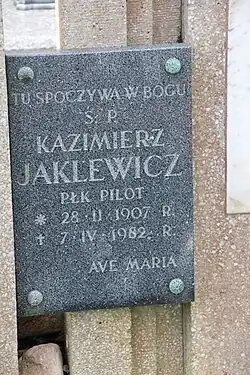 TU SPOCZYWA W BOGU
Ś. P.
KAZIMIERZ
JAKLEWICZ
PŁK PILOT
* 28. II 1907 R.
† 7. IV. 1982. R.
AVE MARIA